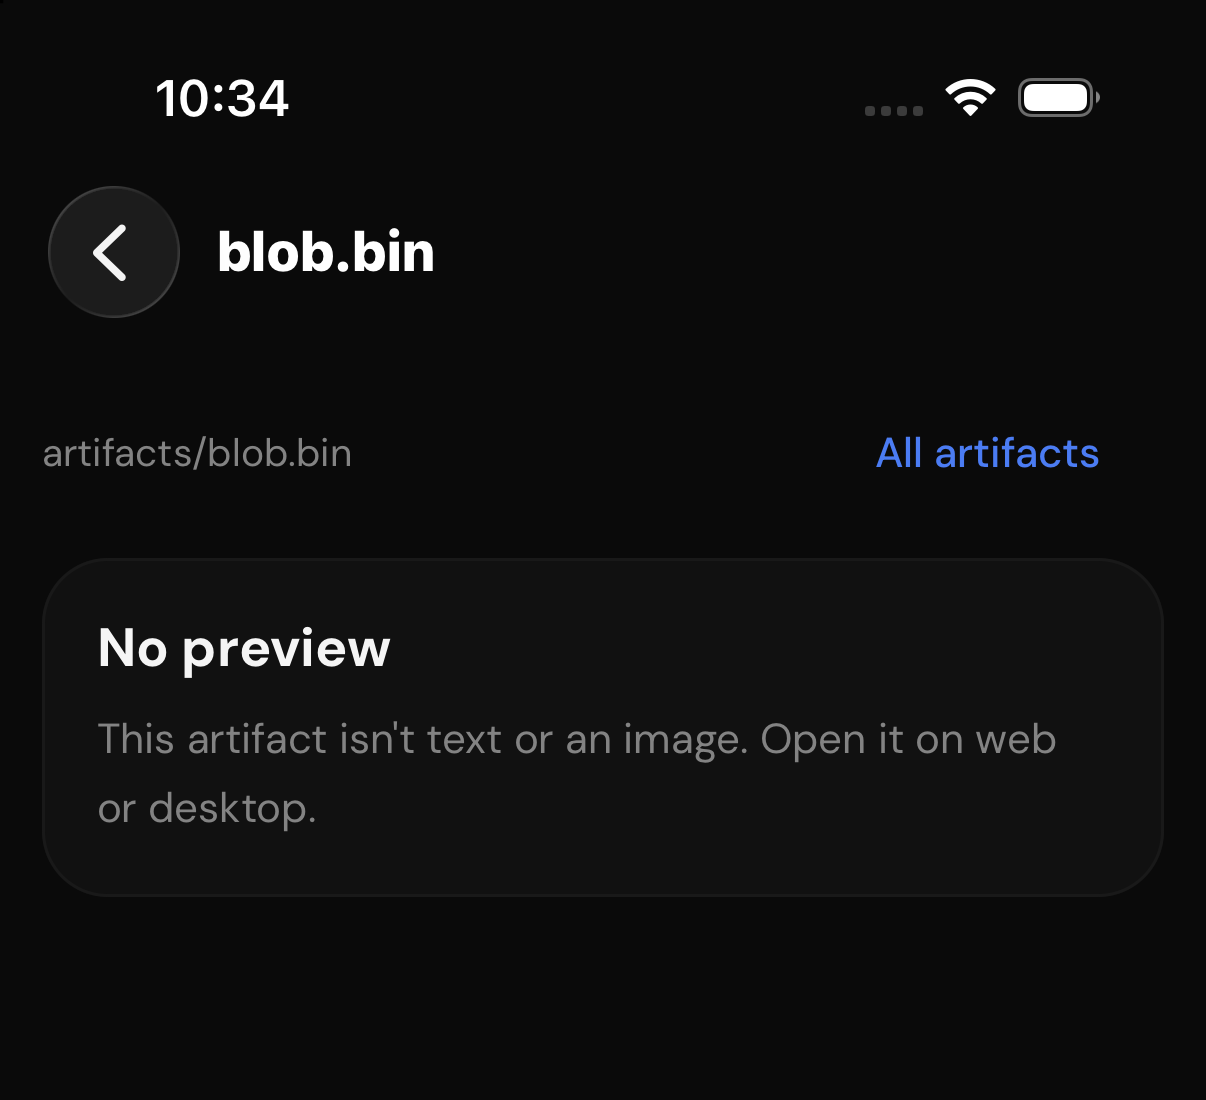 10:34
blob.bin
artifacts/blob.bin
All artifacts
No preview
This artifact isn't text or an image. Open it on web
or desktop.